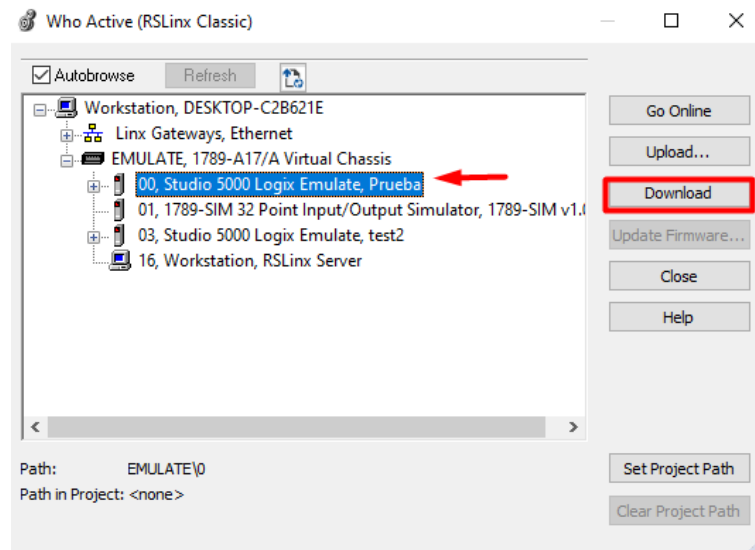 Who Active (RSLinx Classic)
Autobrowse
Refresh
Workstation, DESKTOP-C2B621E
Linx Gateways, Ethernet
EMULATE, 1789-A17/A Virtual Chassis
00, Studio 5000 Logix Emulate, Prueba
01, 1789-SIM 32 Point Input/Output Simulator, 1789-SIM v1.
03, Studio 5000 Logix Emulate, test2
16, Workstation, RSLinx Server
Go Online
Upload...
Download
Update Firmware...
Close
Help
Path: EMULATE\0
Path in Project: <none>
Set Project Path
Clear Project Path